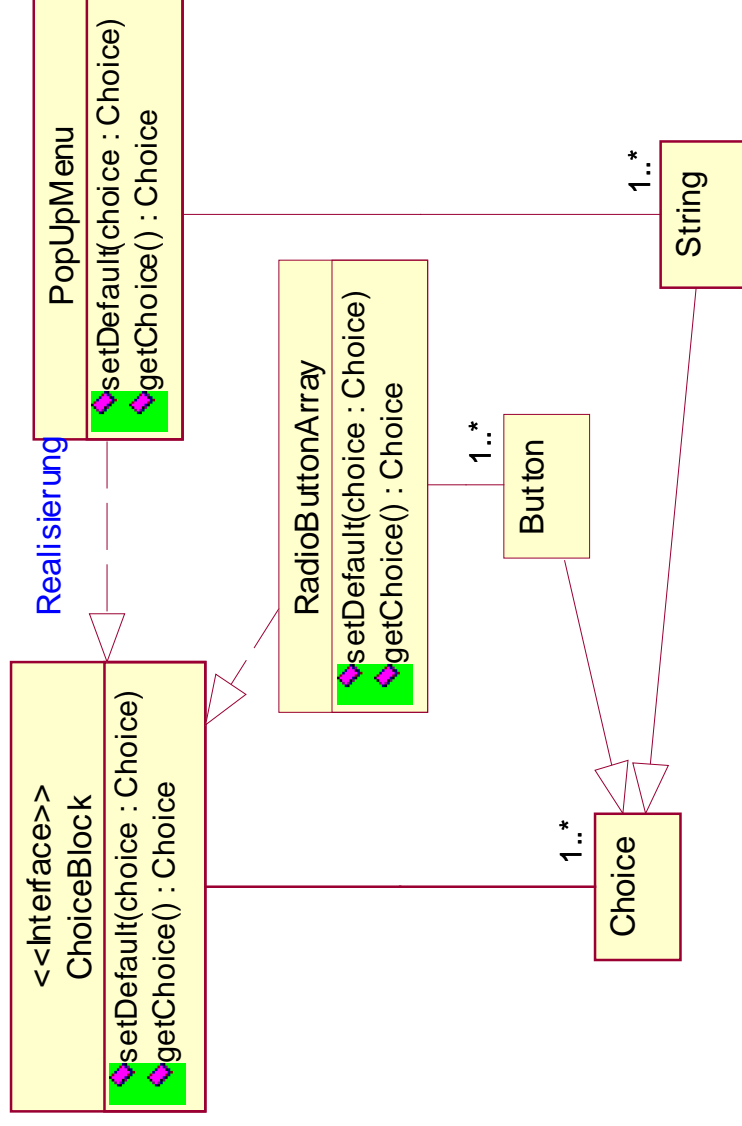 <<Interface>>
ChoiceBlock
setDefault(choice : Choice)
getChoice() : Choice
Realisierung
PopUpMenu
setDefault(choice : Choice)
getChoice() : Choice
RadioButtonArray
setDefault(choice : Choice)
getChoice() : Choice
1..*
Button
1..*
Choice
1..*
String